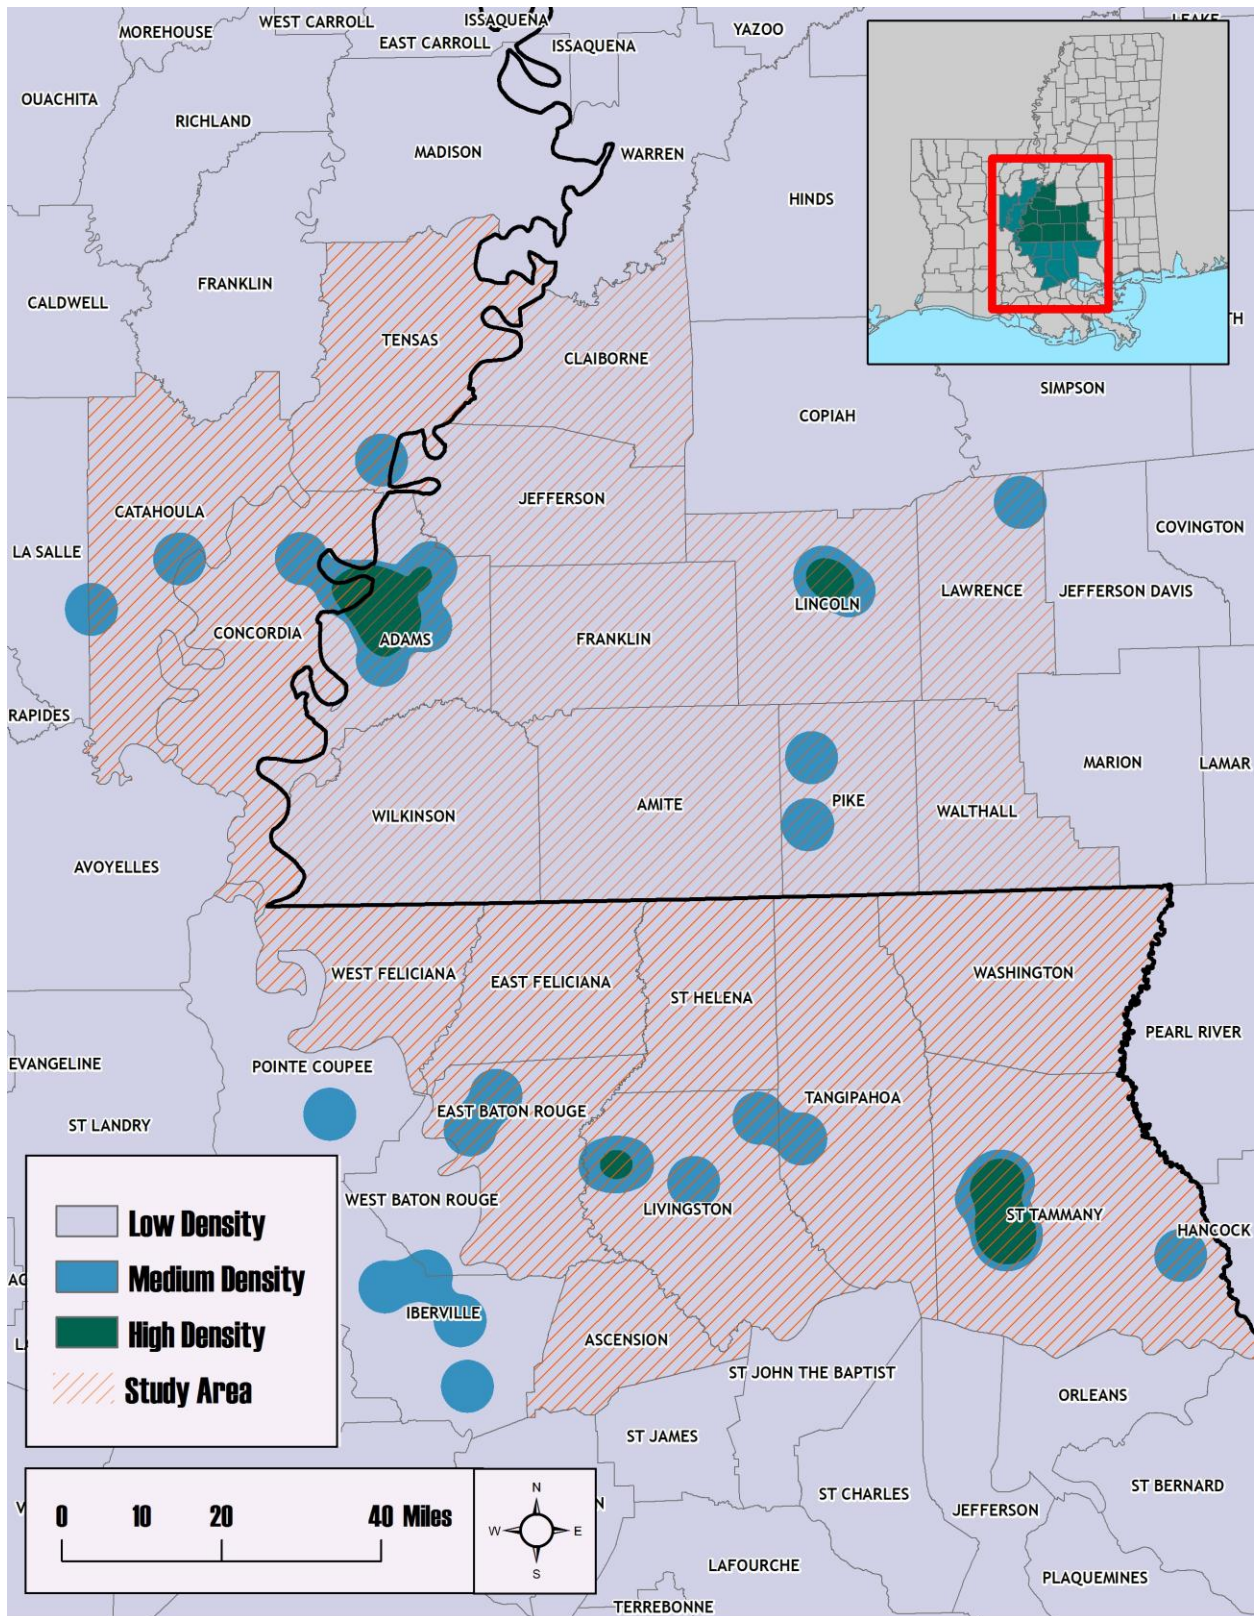 WEST CARROLL
ISSAQUENA
MOREHOUSE
EAST CARROLL
ISSAQUENA
YAZOO
OUACHITA
RICHLAND
MADISON
WARREN
HINDS
FRANKLIN
CALDWELL
TENSAS
CLAIBORNE
TH
SIMPSON
COPIAH
CATAHOULA
JEFFERSON
COVINGTON
LA SALLE
LINCOLN
LAWRENCE
JEFFERSON DAVIS
CONCORDIA
ADAMS
FRANKLIN
RAPIDES
MARION
LAMAR
WILKINSON
AMITE
PIKE
WALTHALL
AVOYELLES
WEST FELICIANA
EAST FELICIANA
ST HELENA
WASHINGTON
PEARL RIVER
EVANGELINE
POINTE COUPEE
TANGIPAHOA
ST LANDRY
EAST BATON ROUGE
WEST BATON ROUGE
LIVINGSTON
ST TAMMANY
HANCOCK
IBERVILLE
ASCENSION
ST JOHN THE BAPTIST
ORLEANS
ST JAMES
ST BERNARD
ST CHARLES
JEFFERSON
LAFOURCHE
PLAQUEMINES
TERREBONNE
Low Density
Medium Density
High Density
Study Area
0 10 20 40 Miles
N
W E
S